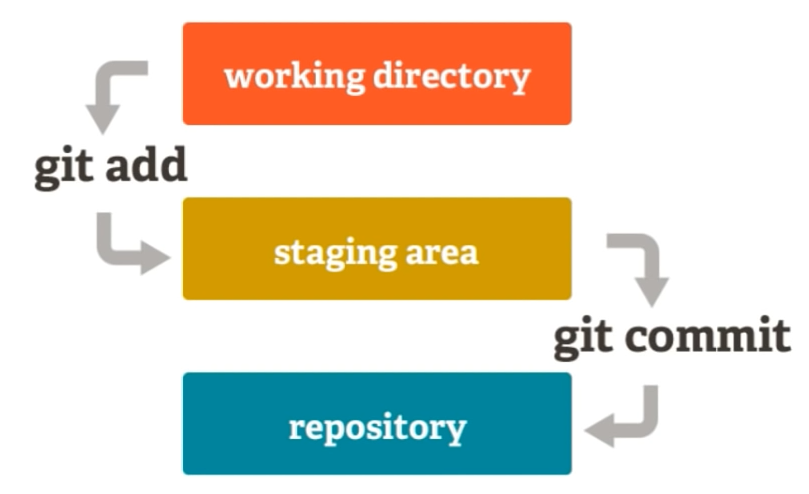 working directory
git add
staging area
git commit
repository